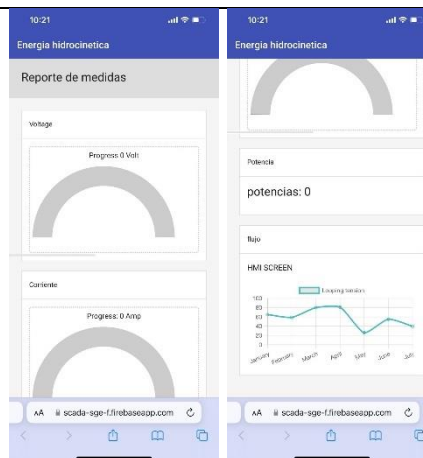 10:21
Energia hidrocinetica
Reporte de medidas
Voltage
Progress 0 Volt
Corriente
Progress: 0 Amp
AA scada-sge-f.firebaseapp.com
10:21
Energia hidrocinetica
Potencia
potencias: 0
flujo
HMI SCREEN
Looping tension
100
80
60
40
20
0
January
February
March
April
May
June
July
AA scada-sge-f.firebaseapp.com